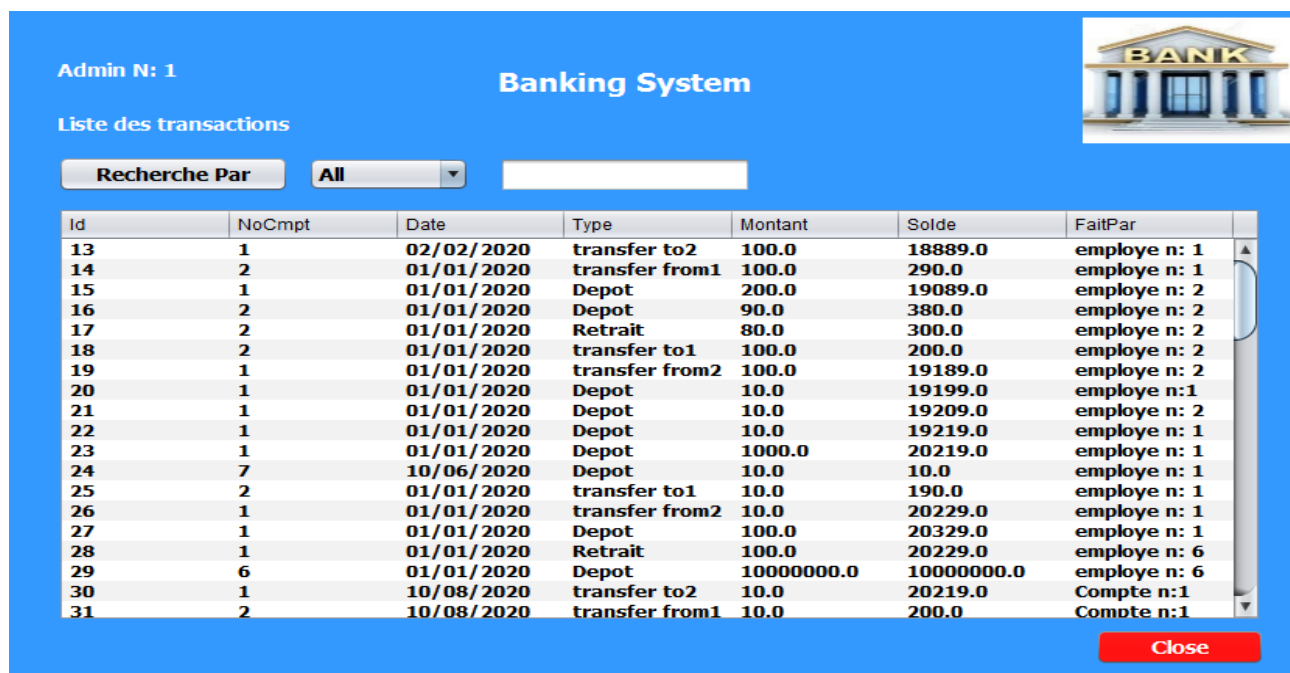 BANK
Admin N: 1
Banking System
Liste des transactions
Recherche Par All
Id NoCmpt Date Type Montant Solde FaitPar
13 1 02/02/2020 transfer to2 100.0 18889.0 employe n: 1
14 2 01/01/2020 transfer from1 100.0 290.0 employe n: 1
15 1 01/01/2020 Depot 200.0 19089.0 employe n: 2
16 2 01/01/2020 Depot 90.0 380.0 employe n: 2
17 2 01/01/2020 Retrait 80.0 300.0 employe n: 2
18 2 01/01/2020 transfer to1 100.0 200.0 employe n: 2
19 1 01/01/2020 transfer from2 100.0 19189.0 employe n: 2
20 1 01/01/2020 Depot 10.0 19199.0 employe n:1
21 1 01/01/2020 Depot 10.0 19209.0 employe n: 2
22 1 01/01/2020 Depot 10.0 19219.0 employe n: 1
23 1 01/01/2020 Depot 1000.0 20219.0 employe n: 1
24 7 10/06/2020 Depot 10.0 10.0 employe n: 1
25 2 01/01/2020 transfer to1 10.0 190.0 employe n: 1
26 1 01/01/2020 transfer from2 10.0 20229.0 employe n: 1
27 1 01/01/2020 Depot 100.0 20329.0 employe n: 1
28 1 01/01/2020 Retrait 100.0 20229.0 employe n: 6
29 6 01/01/2020 Depot 10000000.0 10000000.0 employe n: 6
30 1 10/08/2020 transfer to2 10.0 20219.0 Compte n:1
31 2 10/08/2020 transfer from1 10.0 200.0 Compte n:1
Close